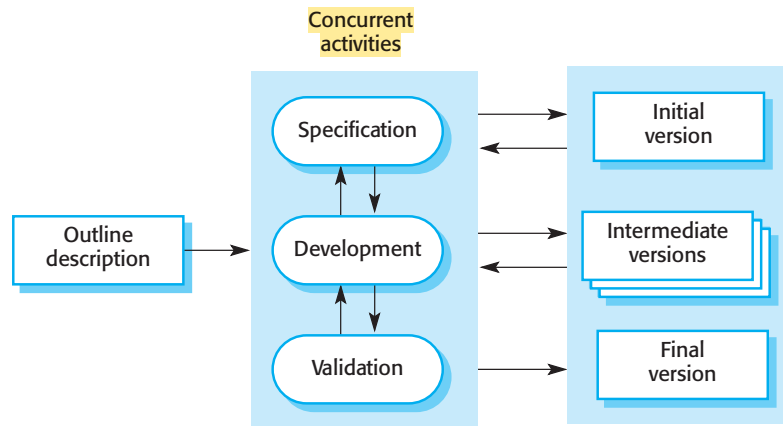 Concurrent
activities
Specification
Initial
version
Outline
description
Development
Intermediate
versions
Validation
Final
version